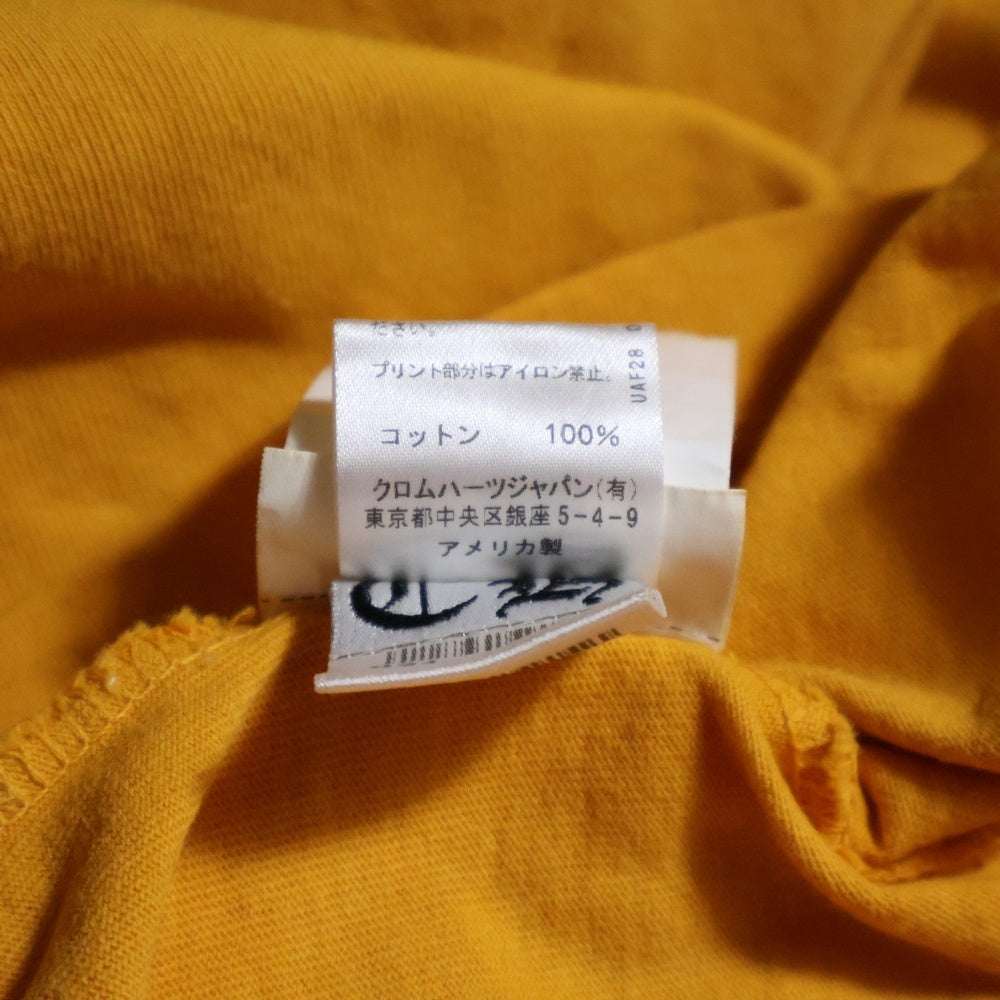 ださい。
プリント部分はアイロン禁止。
UAF28
コットン 100%
クロムハーツジャパン(有)
東京都中央区銀座5-4-9
アメリカ製